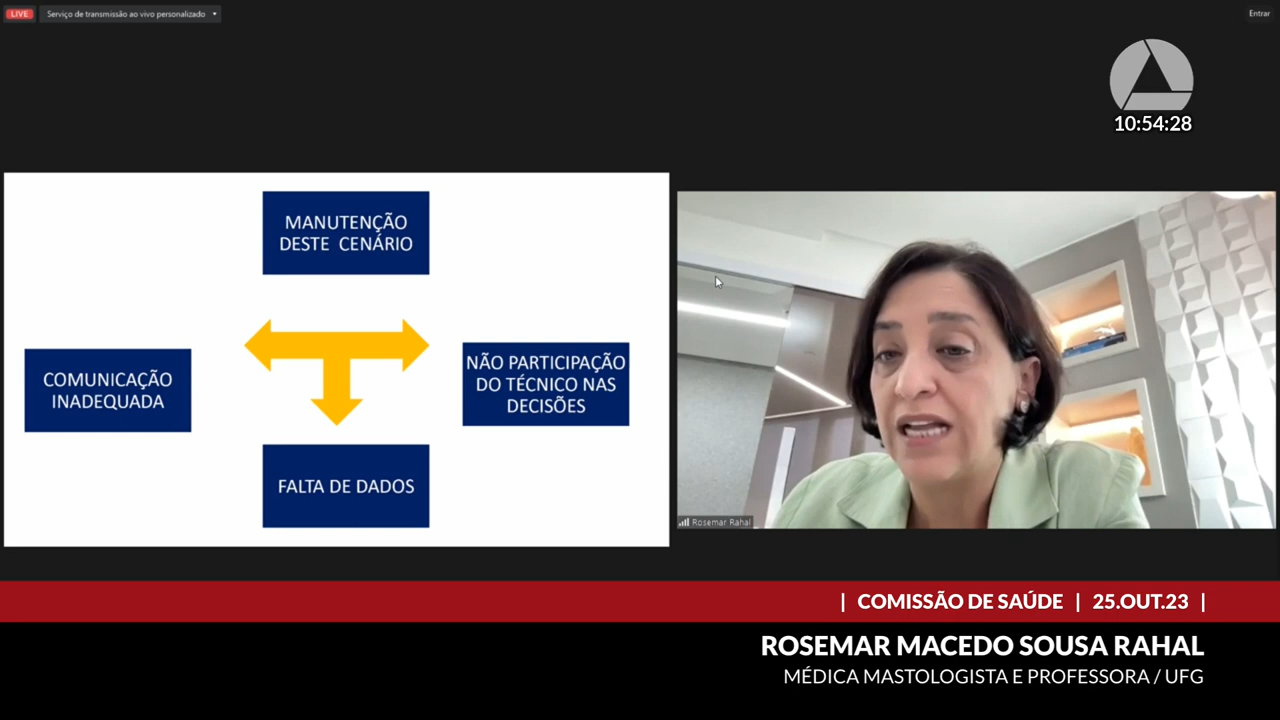 LIVE
Serviço de transmissão ao vivo personalizado
Entrar
10:54:28
MANUTENÇÃO
DESTE CENÁRIO
COMUNICAÇÃO
INADEQUADA
NÃO PARTICIPAÇÃO
DO TÉCNICO NAS
DECISÕES
FALTA DE DADOS
Rosemar Rahal
| COMISSÃO DE SAÚDE | 25.OUT.23 |
ROSEMAR MACEDO SOUSA RAHAL
MÉDICA MASTOLOGISTA E PROFESSORA / UFG